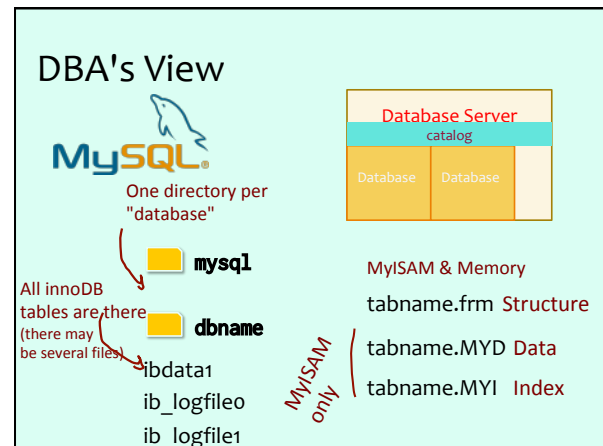 DBA's View
MySQL®
Database Server
catalog
Database Database
One directory per
"database"
mysql
All innoDB
tables are there
(there may
be several files)
dbname
ibdata1
ib_logfile0
ib_logfile1
MyISAM & Memory
tabname.frm Structure
tabname.MYD Data
tabname.MYI Index
MyISAM
only